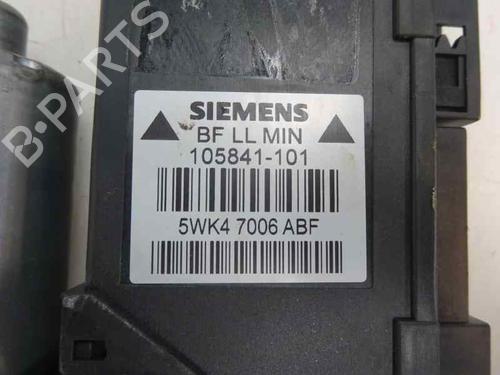 SIEMENS
BF LL MIN
105841-101
5WK4 7006 ABF
B-PARTS